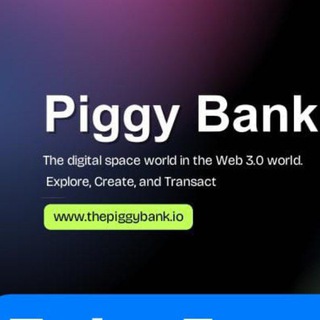 Piggy Bank
The digital space world in the Web 3.0 world.
Explore, Create, and Transact
www.thepiggybank.io